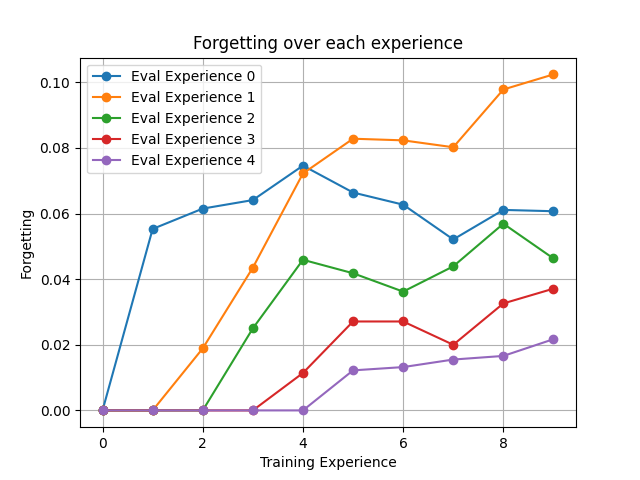 Forgetting over each experience
Eval Experience 0
Eval Experience 1
Eval Experience 2
Eval Experience 3
Eval Experience 4
0.10
0.08
0.06
0.04
0.02
0.00
Forgetting
0 2 4 6 8
Training Experience